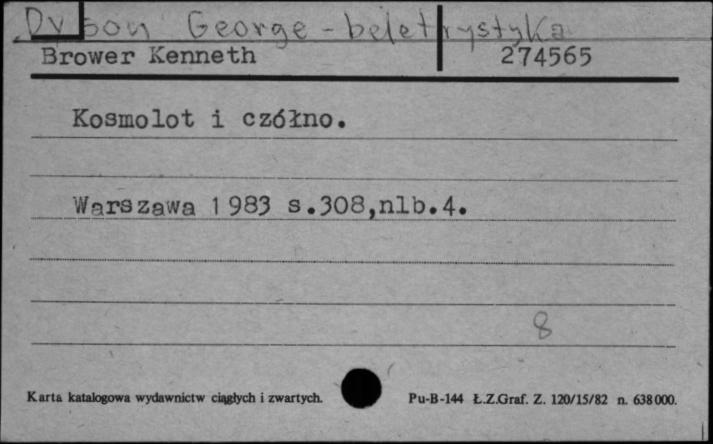 Dyson George - beletrystyka
Brower Kenneth 274565
Kosmolot i czółno.
Warszawa 1983 s.308,nlb.4.
8
Karta katalogowa wydawnictw ciągłych i zwartych. Pu-B-144 Ł.Z.Graf. Z. 120/15/82 n. 638000.